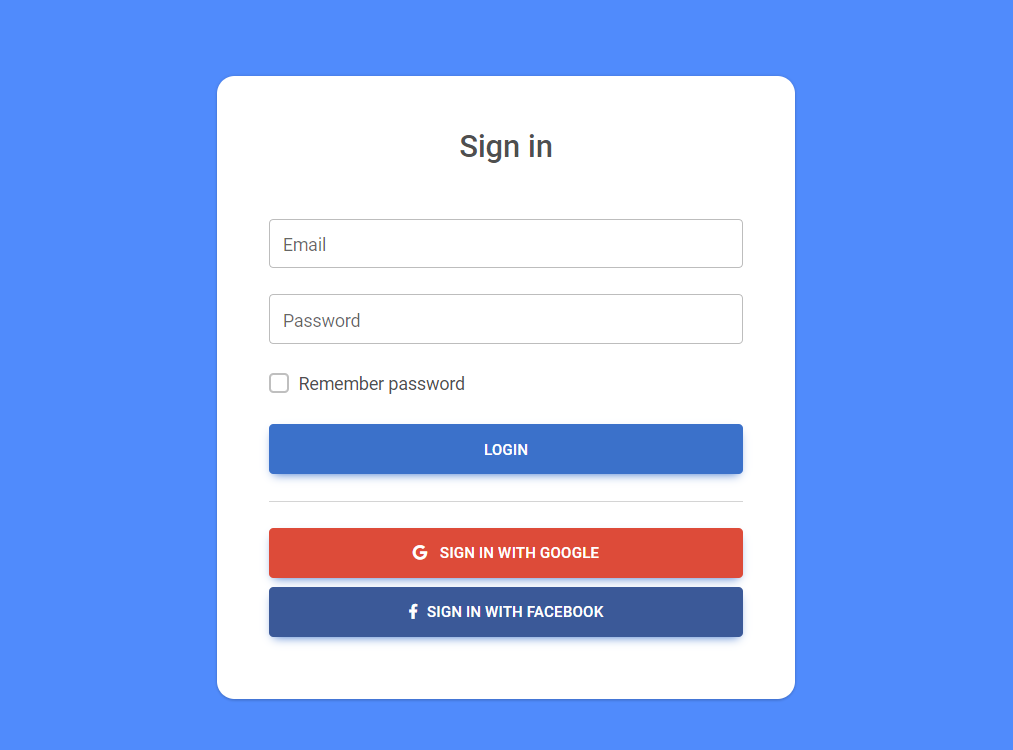 Sign in
Email
Password
Remember password
LOGIN
SIGN IN WITH GOOGLE
SIGN IN WITH FACEBOOK